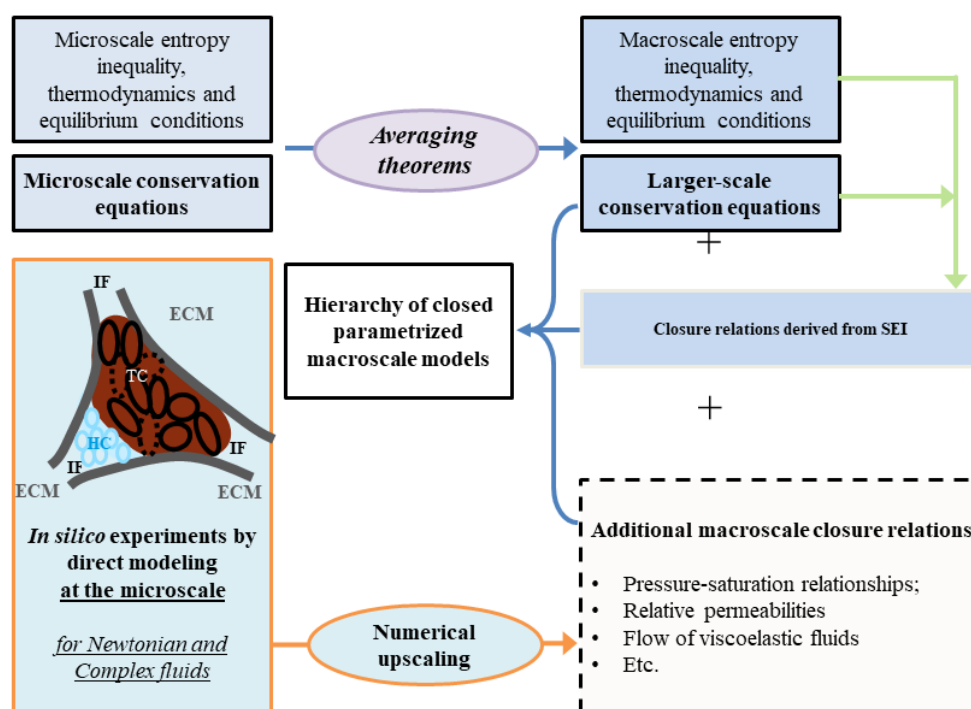 Microscale entropy
inequality,
thermodynamics and
equilibrium conditions
Microscale conservation
equations
Averaging
theorems
Macroscale entropy
inequality,
thermodynamics and
equilibrium conditions
Larger-scale
conservation equations
+
Closure relations derived from SEI
+
Hierarchy of closed
parametrized
macroscale models
IF
ECM
TC
HC
IF
IF
ECM
ECM
In silico experiments by
direct modeling
at the microscale
for Newtonian and
Complex fluids
Numerical
upscaling
Additional macroscale closure relations
• Pressure-saturation relationships;
• Relative permeabilities
• Flow of viscoelastic fluids
• Etc.